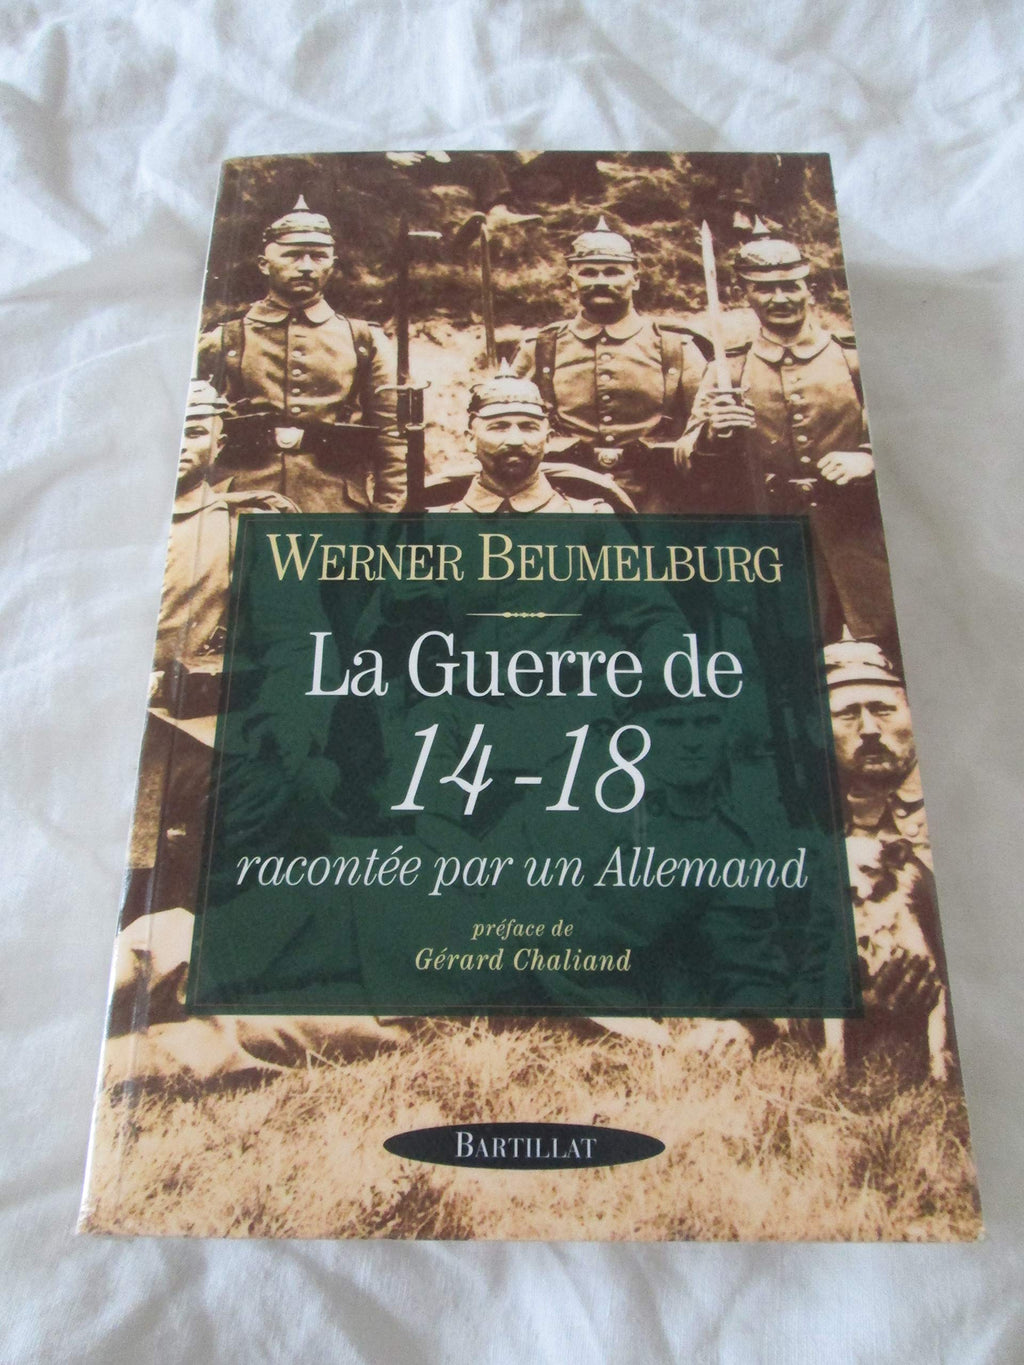 WERNER BEUMELBURG
La Guerre de
14-18
racontée par un Allemand
préface de
Gérard Chaliand
BARTILLAT